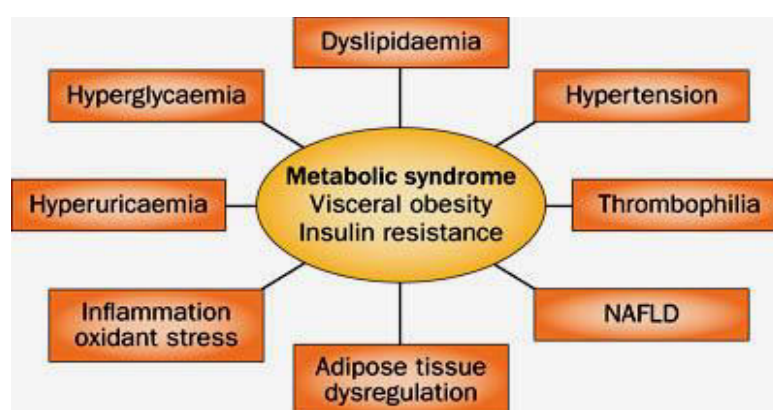 Dyslipidaemia
Hyperglycaemia
Hypertension
Metabolic syndrome
Visceral obesity
Insulin resistance
Hyperuricaemia
Thrombophilia
Inflammation
oxidant stress
NAFLD
Adipose tissue
dysregulation